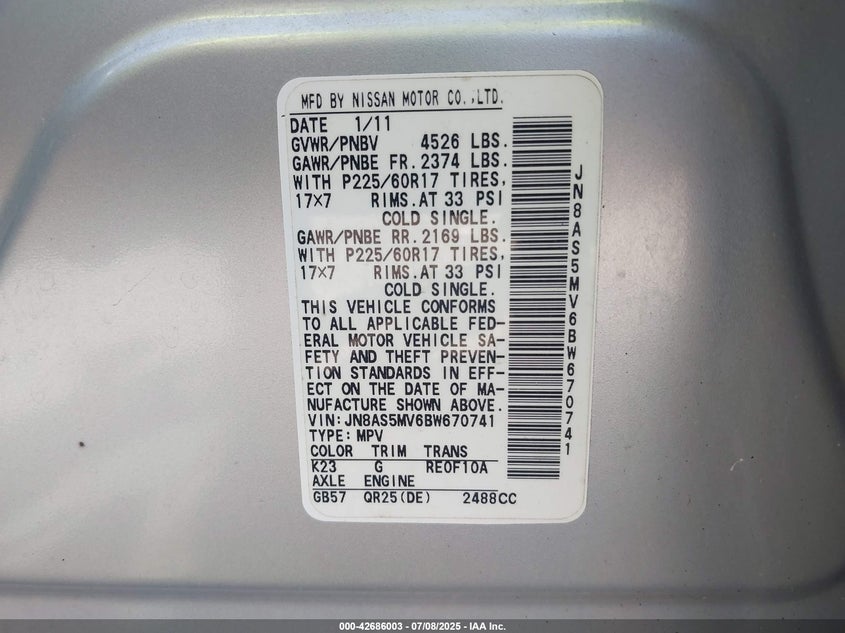 MFD BY NISSAN MOTOR CO.,LTD.
DATE 1/11
GVWR/PNBV 4526 LBS.
GAWR/PNBE FR. 2374 LBS.
WITH P225/60R17 TIRES,
17×7 RIMS.AT 33 PSI
COLD SINGLE.
GAWR/PNBE RR. 2169 LBS.
WITH P225/60R17 TIRES,
17×7 RIMS.AT 33 PSI
COLD SINGLE.
THIS VEHICLE CONFORMS
TO ALL APPLICABLE FED-
ERAL MOTOR VEHICLE SA-
FETY AND THEFT PREVEN-
TION STANDARDS IN EFF-
ECT ON THE DATE OF MA-
NUFACTURE SHOWN ABOVE.
VIN:JN8AS5MV6BW670741
TYPE:MPV
COLOR TRIM TRANS
K23 G RE0F10A
AXLE ENGINE
GB57 QR25(DE) 2488CC
JN8AS5MV6BW670741
000-42686003 - 07/08/2025 - IAA Inc.